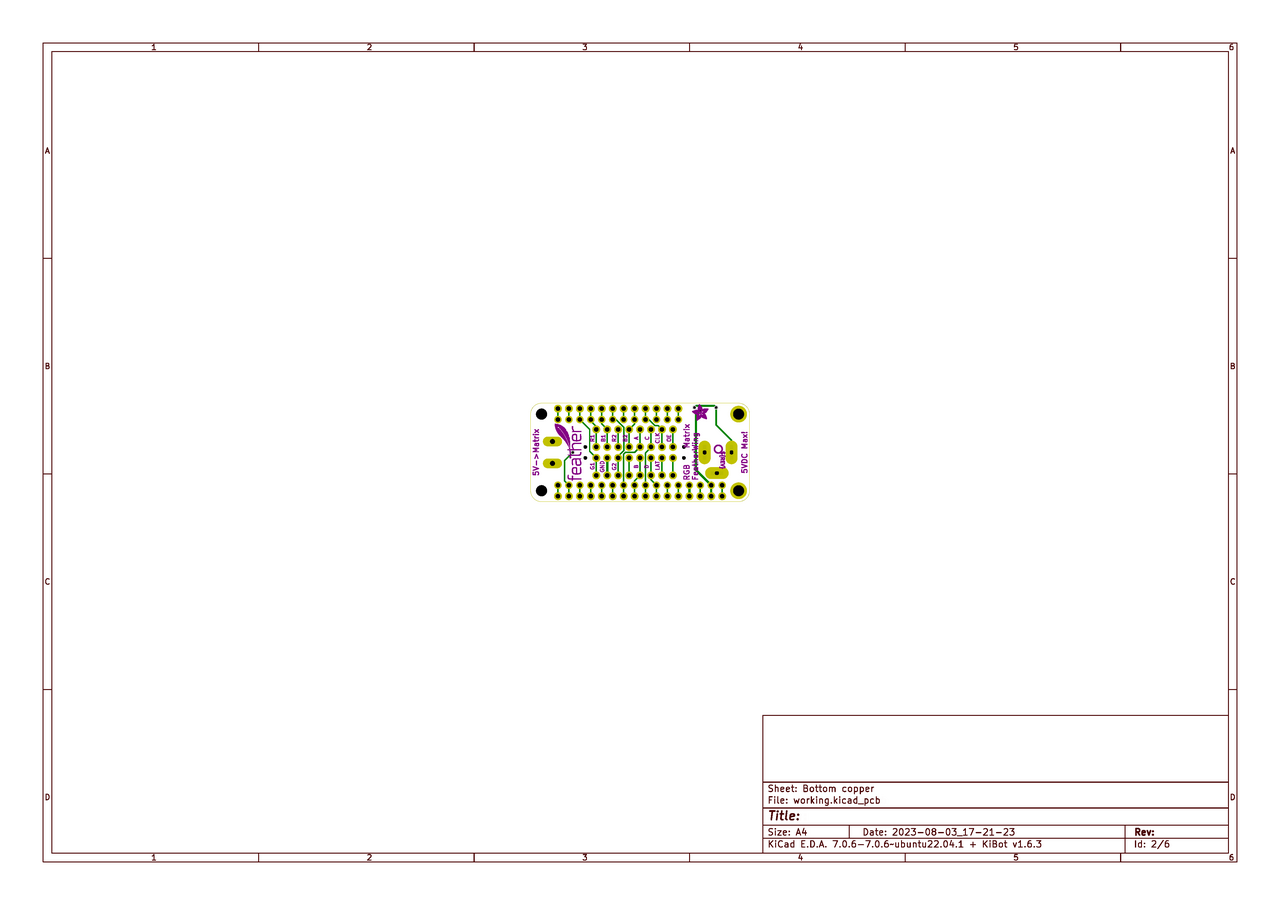 1 2 3 4 5 6
A A
B B
C C
D D
5V->Matrix
feather
R1 B1 R2 B2 A C CLK OE
G1 GND G2 B D LAT
RGB Matrix
FeatherWing
5VDC Max!
Sheet: Bottom copper
File: working.kicad_pcb
Title:
Size: A4 Date: 2023-08-03_17-21-23 Rev:
KiCad E.D.A. 7.0.6-7.0.6~ubuntu22.04.1 + KiBot v1.6.3 Id: 2/6
1 2 3 4 5 6